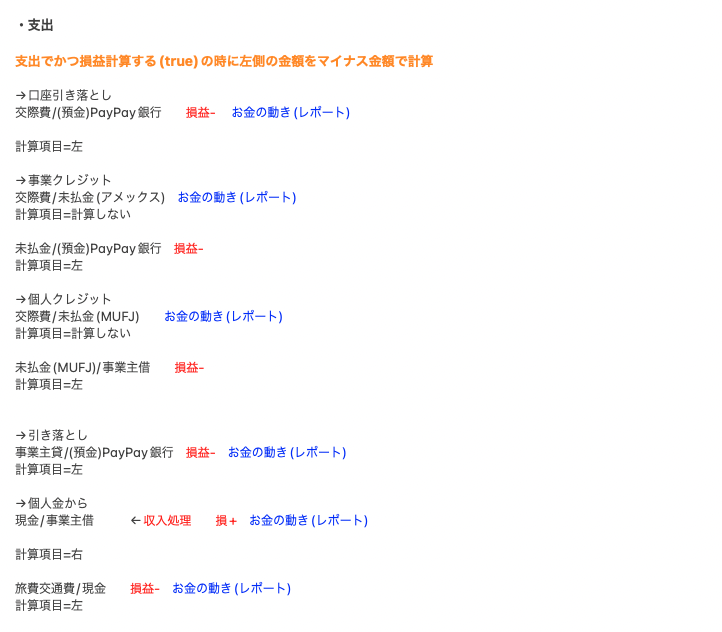 ・支出
支出でかつ損益計算する(true)の時に左側の金額をマイナス金額で計算
→口座引き落とし
交際費/(預金)PayPay銀行 損益- お金の動き(レポート)
計算項目=左
→事業クレジット
交際費/未払金(アメックス) お金の動き(レポート)
計算項目=計算しない
未払金/(預金)PayPay銀行 損益-
計算項目=左
→個人クレジット
交際費/未払金(MUFJ) お金の動き(レポート)
計算項目=計算しない
未払金(MUFJ)/事業主借 損益-
計算項目=左
→引き落とし
事業主貸/(預金)PayPay銀行 損益- お金の動き(レポート)
計算項目=左
→個人金から
現金/事業主借 ←収入処理 損+ お金の動き(レポート)
計算項目=右
旅費交通費/現金 損益- お金の動き(レポート)
計算項目=左